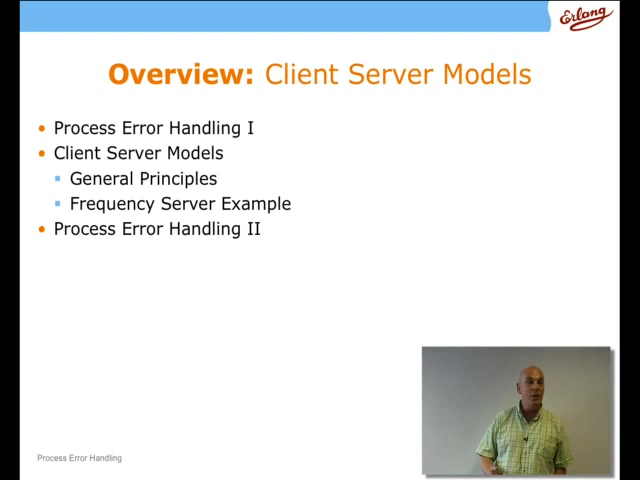 Erlang
Overview: Client Server Models
Process Error Handling I
Client Server Models
General Principles
Frequency Server Example
Process Error Handling II
Process Error Handling